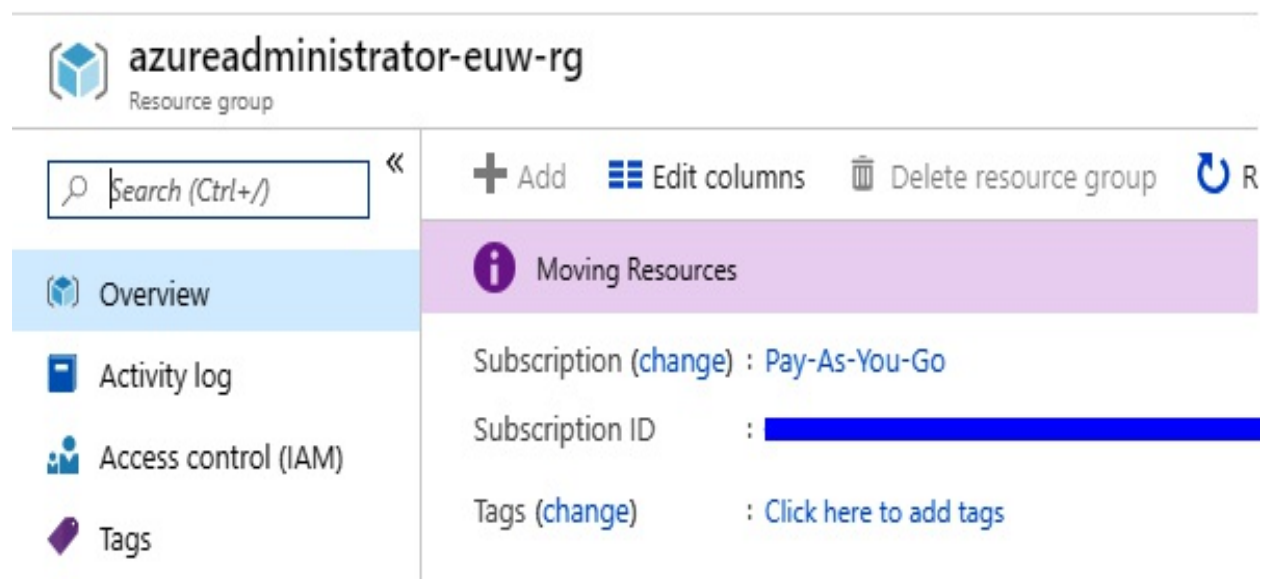 azureadministrator-euw-rg
Resource group
Search (Ctrl+/)
«
Add Edit columns Delete resource group R
Overview
Moving Resources
Activity log
Access control (IAM)
Tags
Subscription (change) : Pay-As-You-Go
Subscription ID :
Tags (change) : Click here to add tags